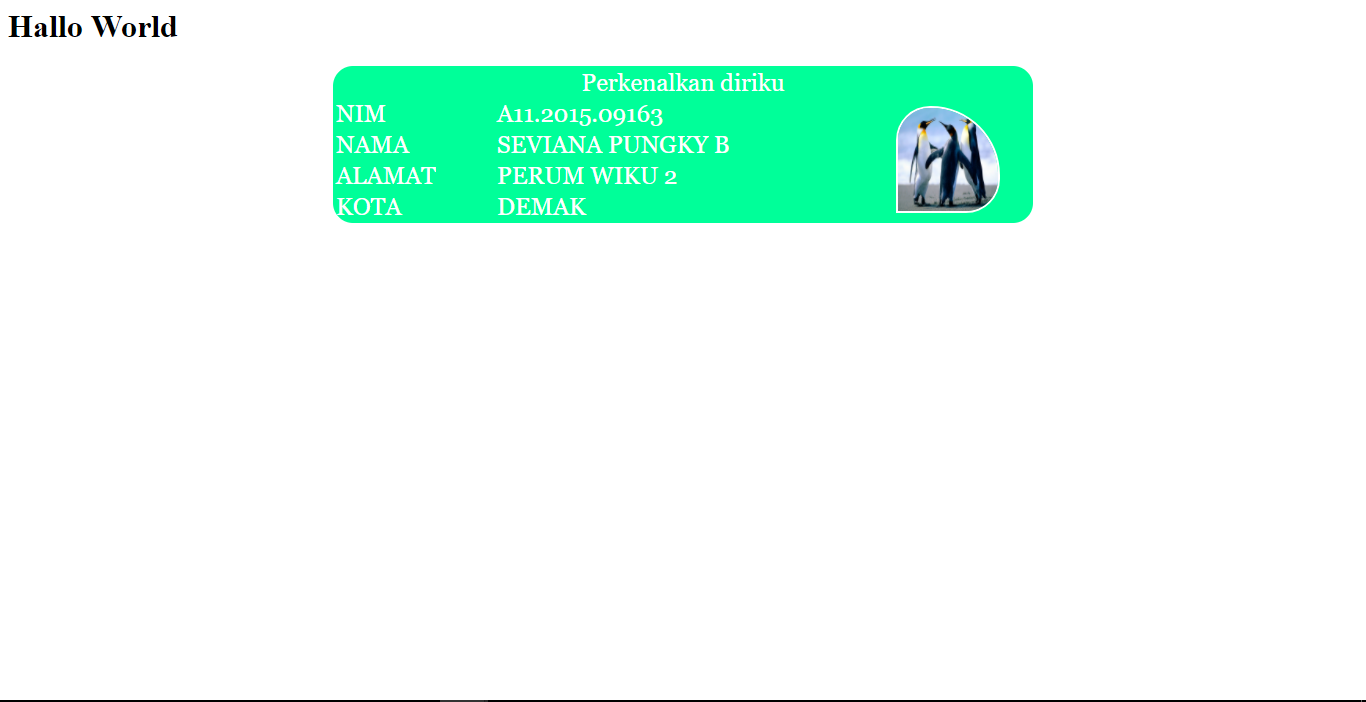 Hallo World
Perkenalkan diriku
NIM A11.2015.09163
NAMA SEVIANA PUNGKY B
ALAMAT PERUM WIKU 2
KOTA DEMAK